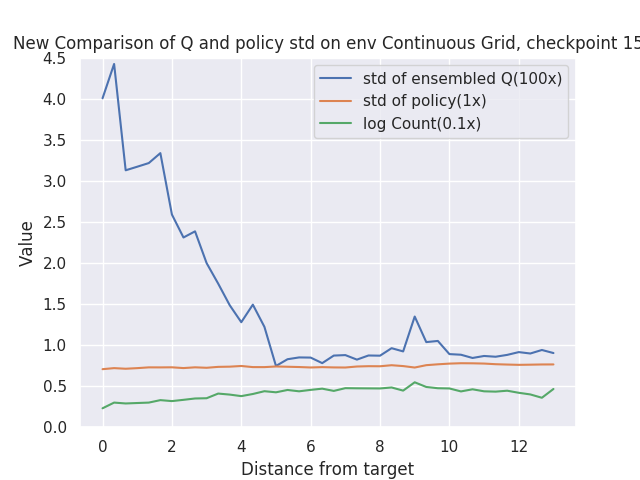 New Comparison of Q and policy std on env Continuous Grid, checkpoint 15
4.5
4.0
3.5
3.0
2.5
2.0
1.5
1.0
0.5
0.0
Value
std of ensembled Q(100x)
std of policy(1x)
log Count(0.1x)
0 2 4 6 8 10 12
Distance from target